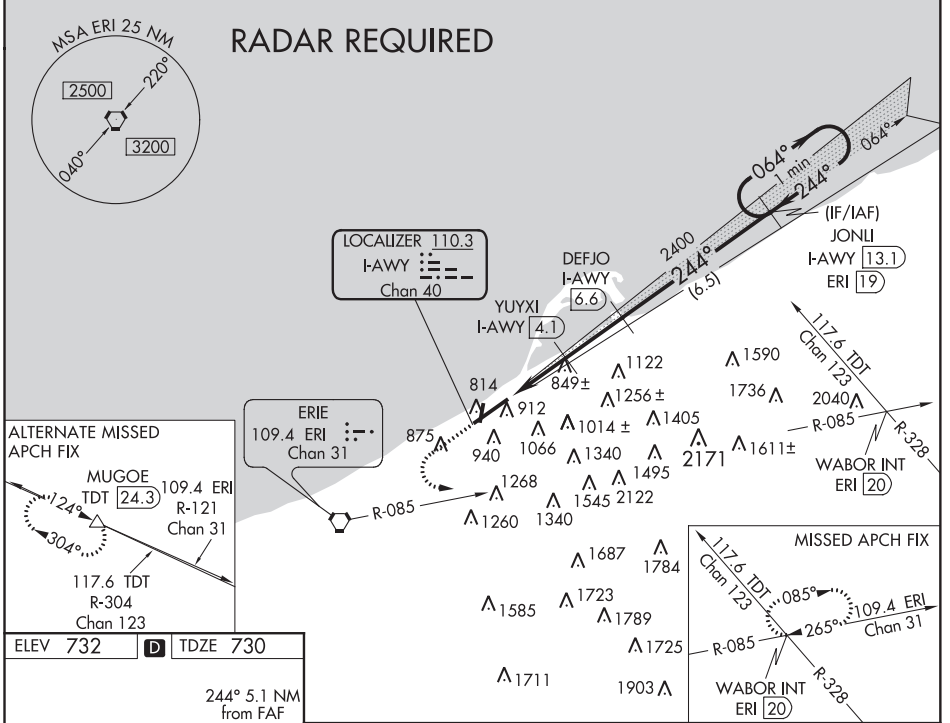 MSA ERI 25 NM
2500
220°
3200
040°
RADAR REQUIRED
064°
1 min
244°
064°
(IF/IAF)
JONLI
I-AWY 13.1
ERI 19
2400
244°
(6.5)
LOCALIZER 110.3
I-AWY
Chan 40
DEFJO
I-AWY
6.6
YUYXI
I-AWY 4.1
117.6 TDT
Chan 123
R-085
R-328
WABOR INT
ERI 20
814
849±
1122
1590
912
1256±
1736
2040
875
940
1066
1014 ±
1405
1340
1495
2171
1611±
1268
1545
2122
1260
1340
1687
1784
1723
1585
1789
1725
1711
1903
ERIE
109.4 ERI
Chan 31
R-085
ALTERNATE MISSED
APCH FIX
MUGOE
TDT 24.3
109.4 ERI
R-121
Chan 31
124°
304°
117.6 TDT
R-304
Chan 123
MISSED APCH FIX
117.6 TDT
Chan 123
085°
265°
109.4 ERI
Chan 31
R-085
R-328
WABOR INT
ERI 20
ELEV 732 D TDZE 730
244° 5.1 NM
from FAF